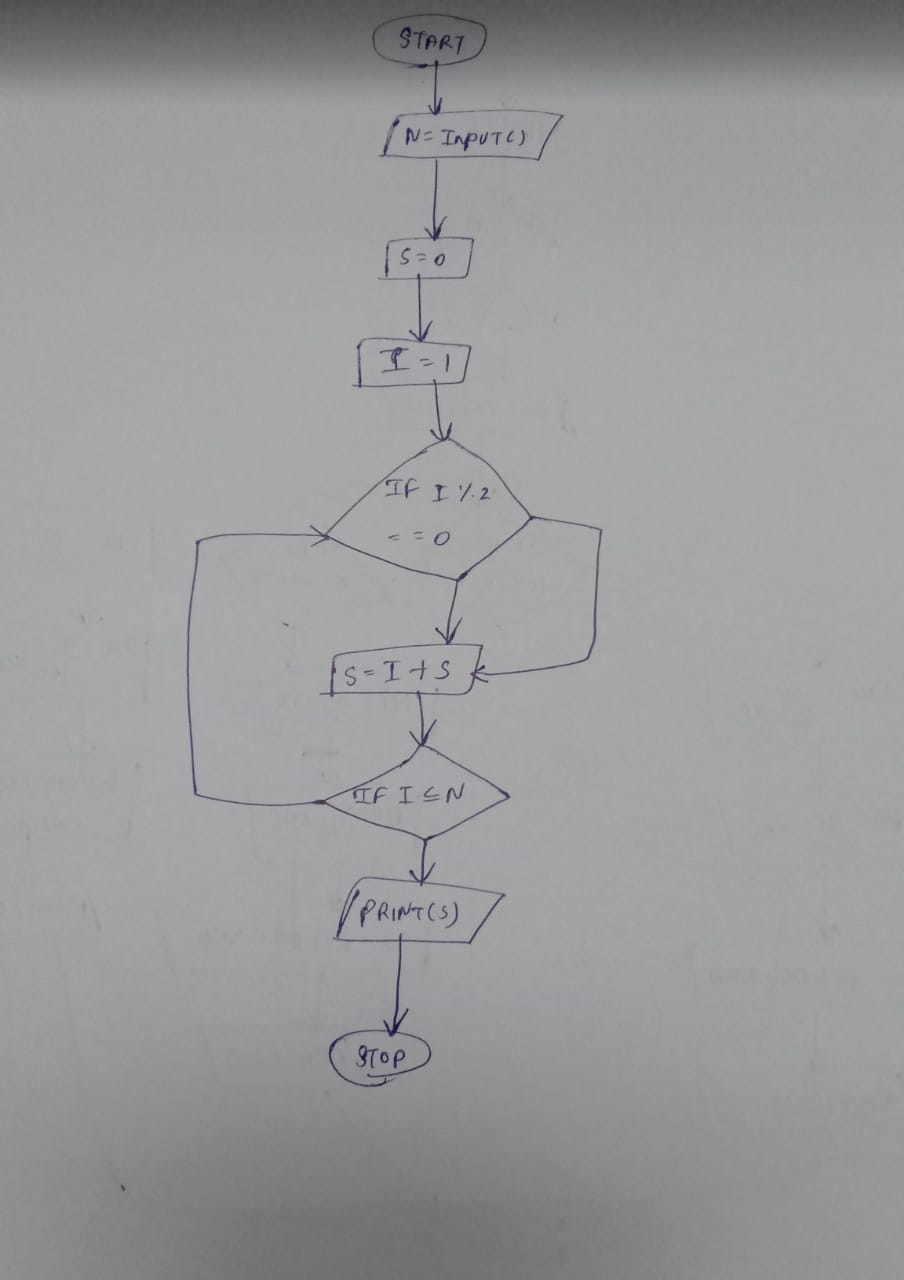 START
N=INPUT()
S=0
I=1
IF I%2
==0
S=I+S
IF I≤N
PRINT(S)
STOP